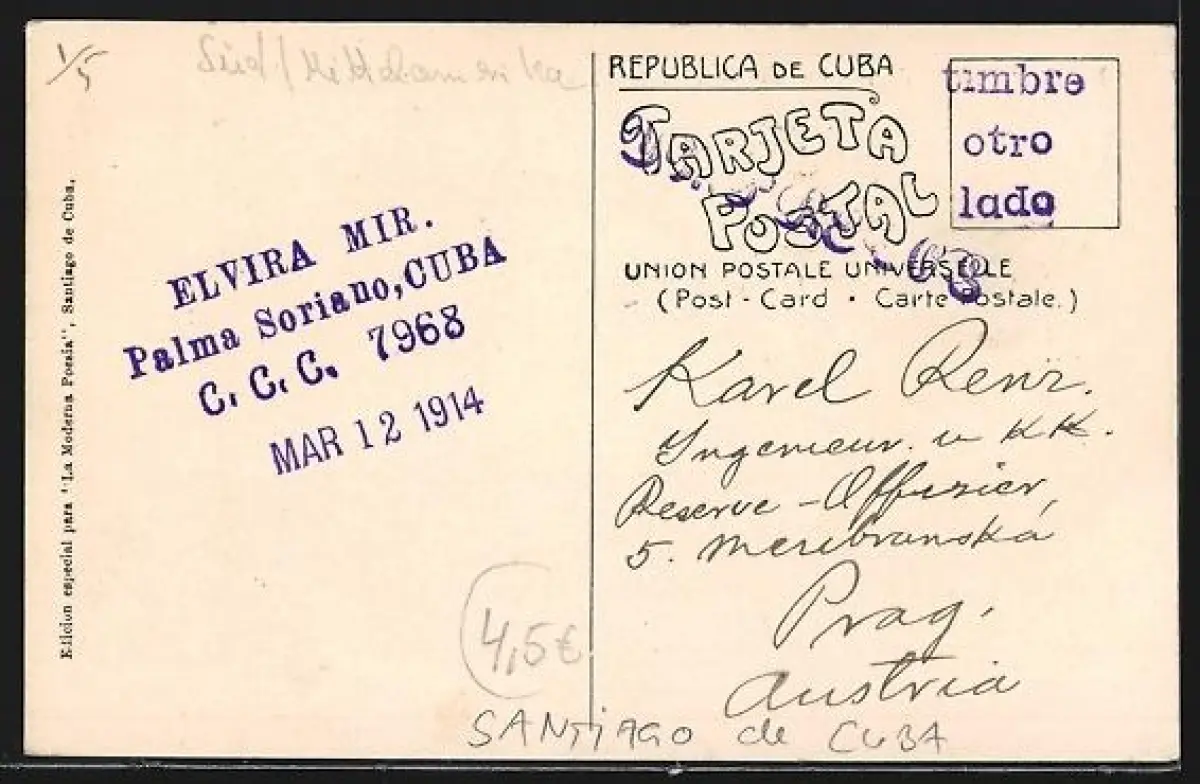 1/5
Süd/Mittelamerika
REPUBLICA DE CUBA
TARJETA
POSTAL
timbre
otro
lado
UNION POSTALE UNIVERSELLE
(Post-Card • Carte Postale.)
ELVIRA MIR.
Palma Soriano, CUBA
C. C. C. 7968
MAR 12 1914
Edicion especial para "La Moderna Poesia", Santiago de Cuba.
Karel Renz.
Ingenieur. u KK.
Reserve-Offizier,
5. Mezibranská
Prag.
Austria
4,5€
SANTIAGO de CUBA